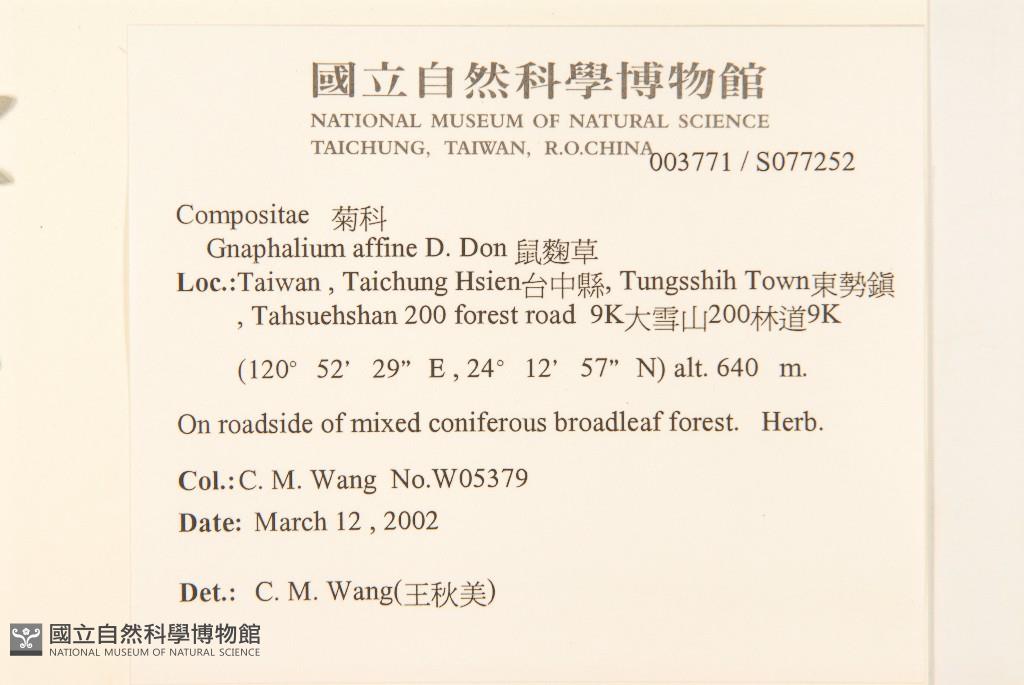 國立自然科學博物館
NATIONAL MUSEUM OF NATURAL SCIENCE
TAICHUNG, TAIWAN, R.O.CHINA
003771 / S077252
Compositae 菊科
Gnaphalium affine D. Don 鼠麴草
Loc.:Taiwan , Taichung Hsien台中縣, Tungsshih Town東勢鎮
, Tahsuehshan 200 forest road 9K大雪山200林道9K
(120° 52’ 29” E , 24° 12’ 57” N) alt. 640 m.
On roadside of mixed coniferous broadleaf forest. Herb.
Col.:C. M. Wang No.W05379
Date: March 12 , 2002
Det.: C. M. Wang(王秋美)
國立自然科學博物館
NATIONAL MUSEUM OF NATURAL SCIENCE